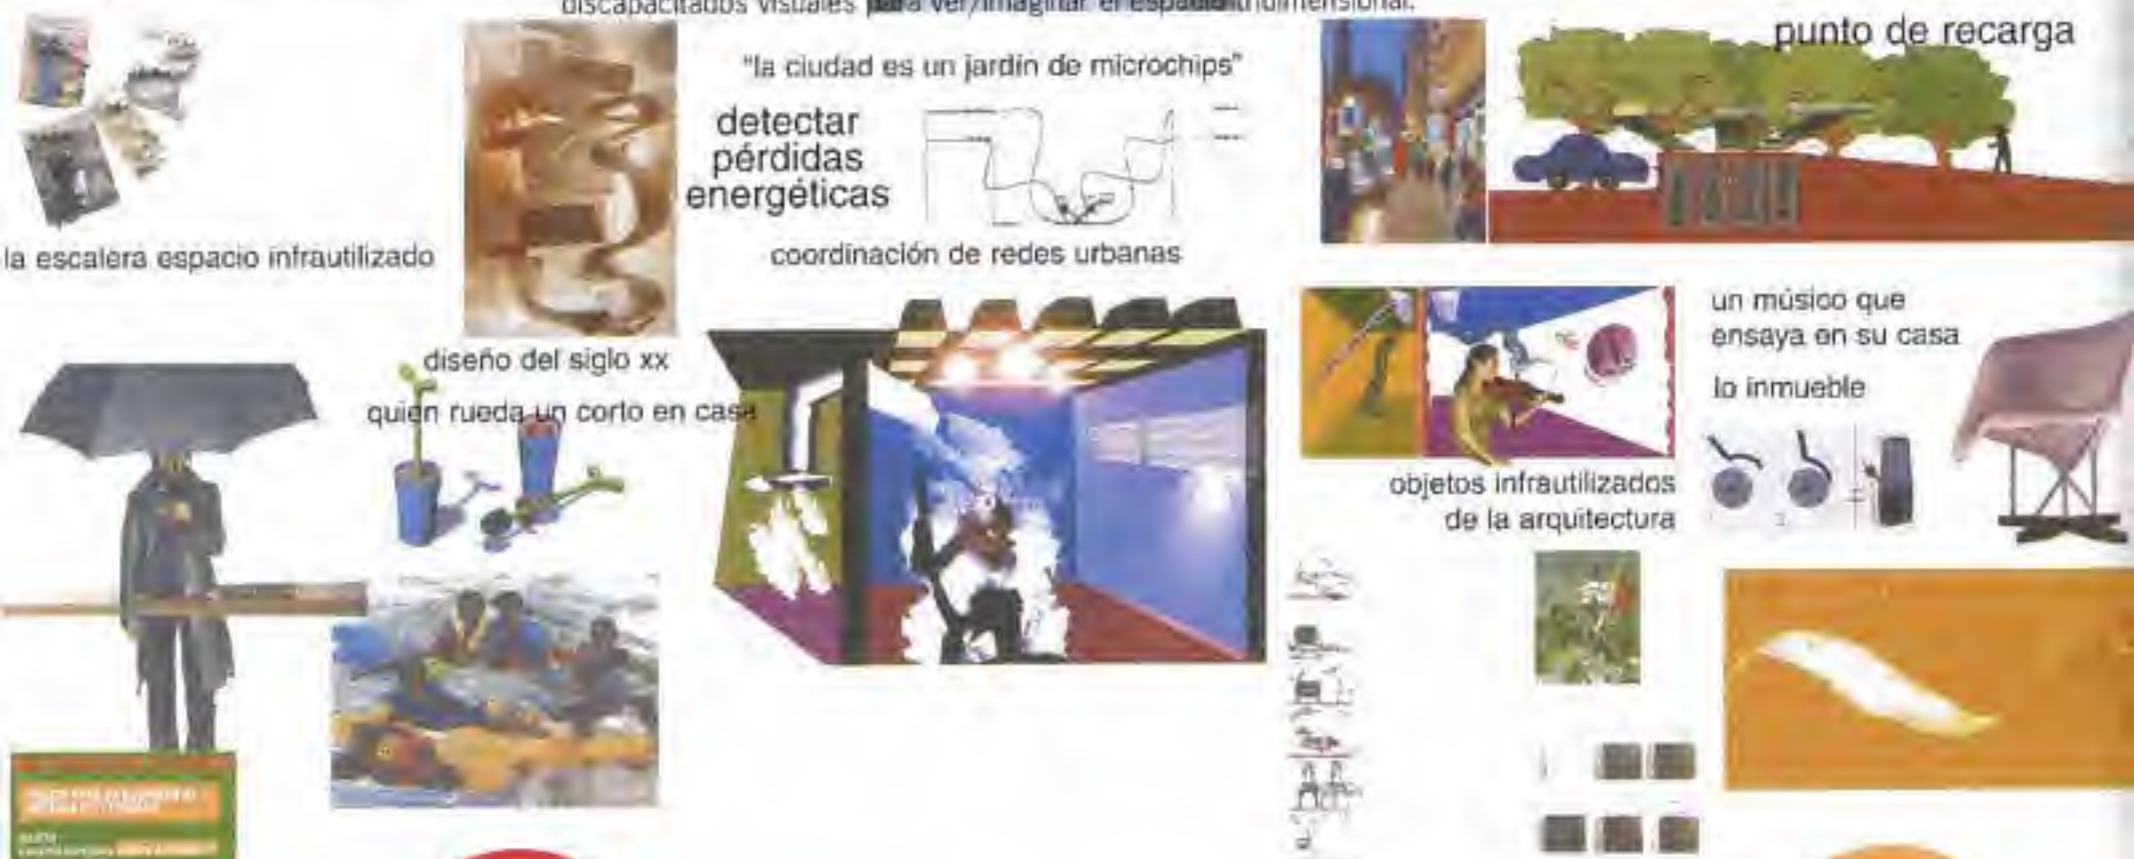 discapacitados visuales para ver/imaginar el espacio tridimensional.
"la ciudad es un jardín de microchips"
punto de recarga
detectar
pérdidas
energéticas
la escalera espacio infrautilizado
coordinación de redes urbanas
diseño del siglo xx
quien rueda un corto en casa
un músico que
ensaya en su casa
lo inmueble
objetos infrautilizados
de la arquitectura